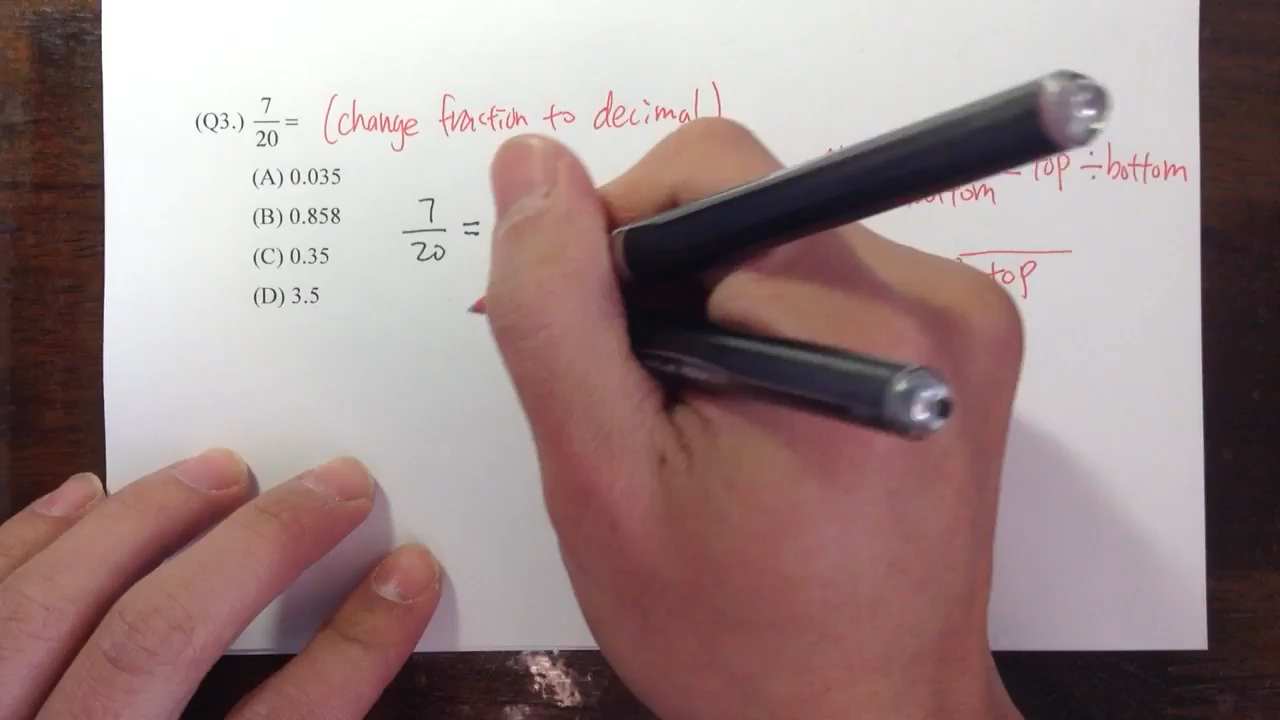 (Q3.) 7/20 = (change fraction to decimal)
(A) 0.035
(B) 0.858
(C) 0.35
(D) 3.5
7/20 =
= top ÷ bottom
top